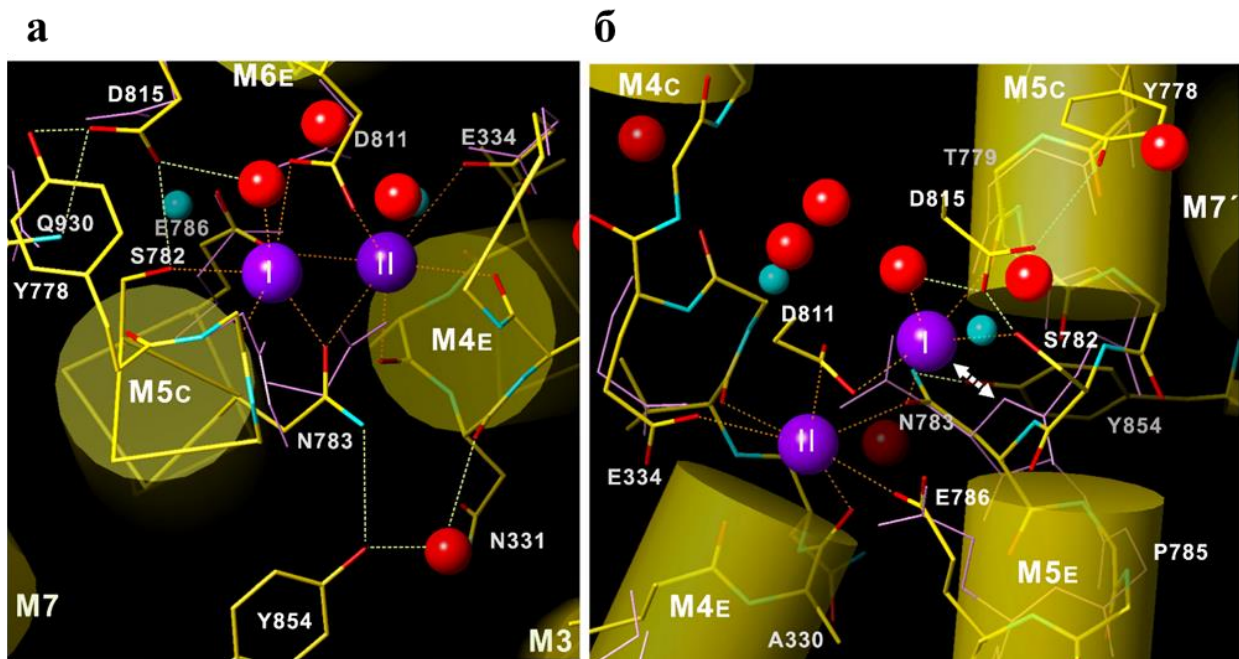 а
б
M6E
D815
D811
E334
Q930
E786
S782
Y778
I
II
M4E
M5C
N783
N331
M7
Y854
M3
M4C
M5C
Y778
T779
D815
M7´
D811
I
S782
N783
Y854
II
E334
E786
P785
M5E
M4E
A330